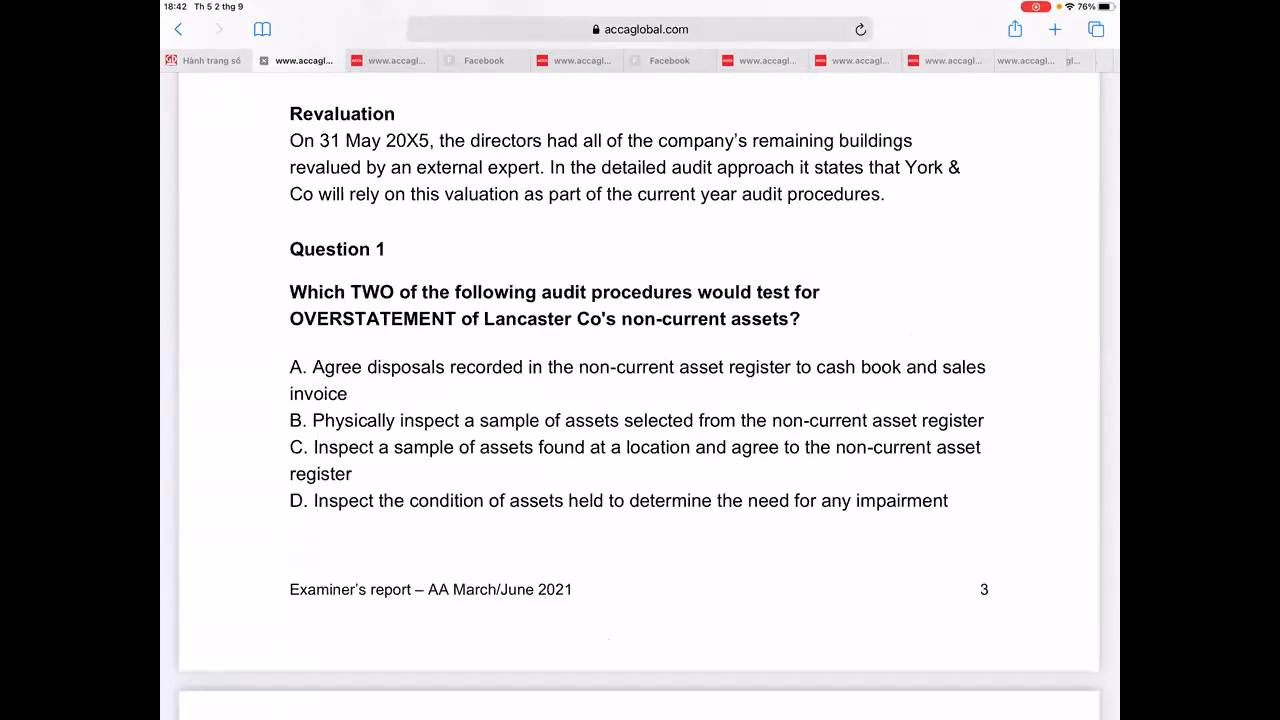 18:42 Th 5 2 thg 9
76%
accaglobal.com
Hành trang số
www.accagl...
www.accagl...
Facebook
www.accagl...
Facebook
www.accagl...
www.accagl...
www.accagl...
www.accagl...
gl...
Revaluation
On 31 May 20X5, the directors had all of the company's remaining buildings
revalued by an external expert. In the detailed audit approach it states that York &
Co will rely on this valuation as part of the current year audit procedures.
Question 1
Which TWO of the following audit procedures would test for
OVERSTATEMENT of Lancaster Co's non-current assets?
A. Agree disposals recorded in the non-current asset register to cash book and sales
invoice
B. Physically inspect a sample of assets selected from the non-current asset register
C. Inspect a sample of assets found at a location and agree to the non-current asset
register
D. Inspect the condition of assets held to determine the need for any impairment
Examiner's report – AA March/June 2021
3